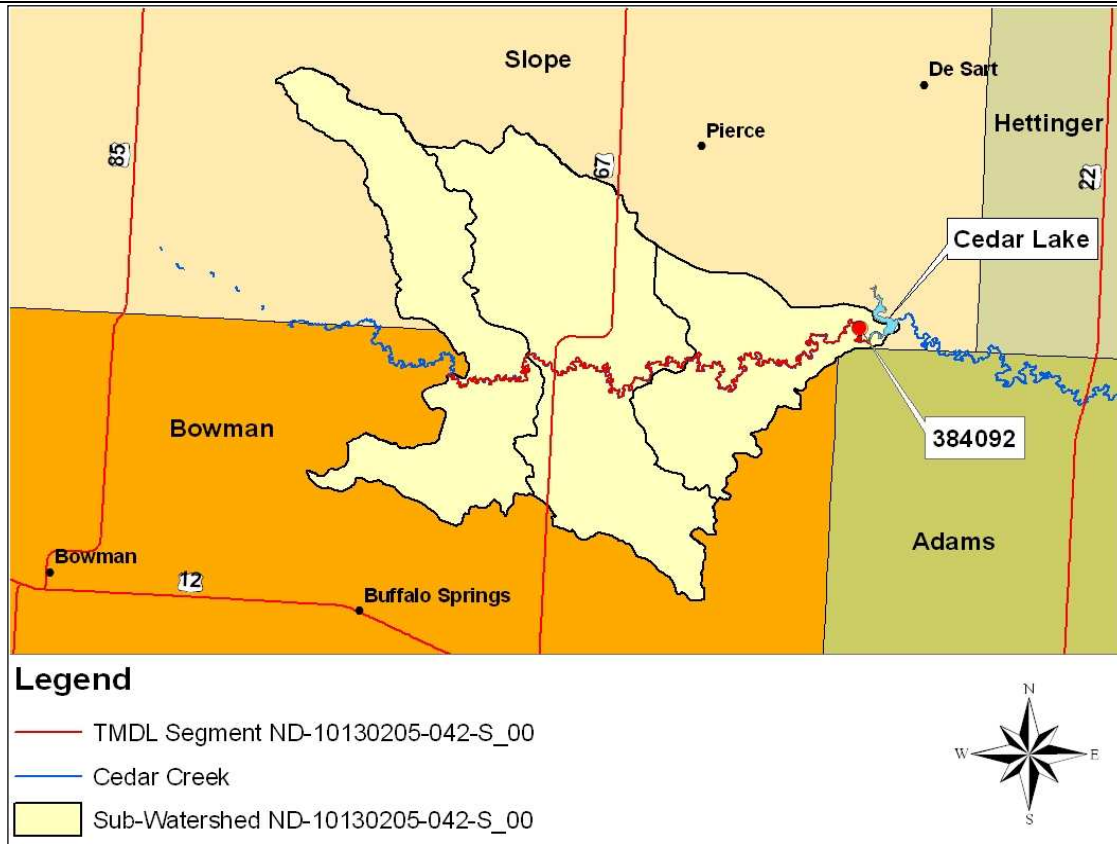 Slope
De Sart
Pierce
Hettinger
85
67
22
Cedar Lake
Bowman
384092
Adams
Bowman
12
Buffalo Springs
Legend
TMDL Segment ND-10130205-042-S_00
Cedar Creek
Sub-Watershed ND-10130205-042-S_00
N
W
E
S